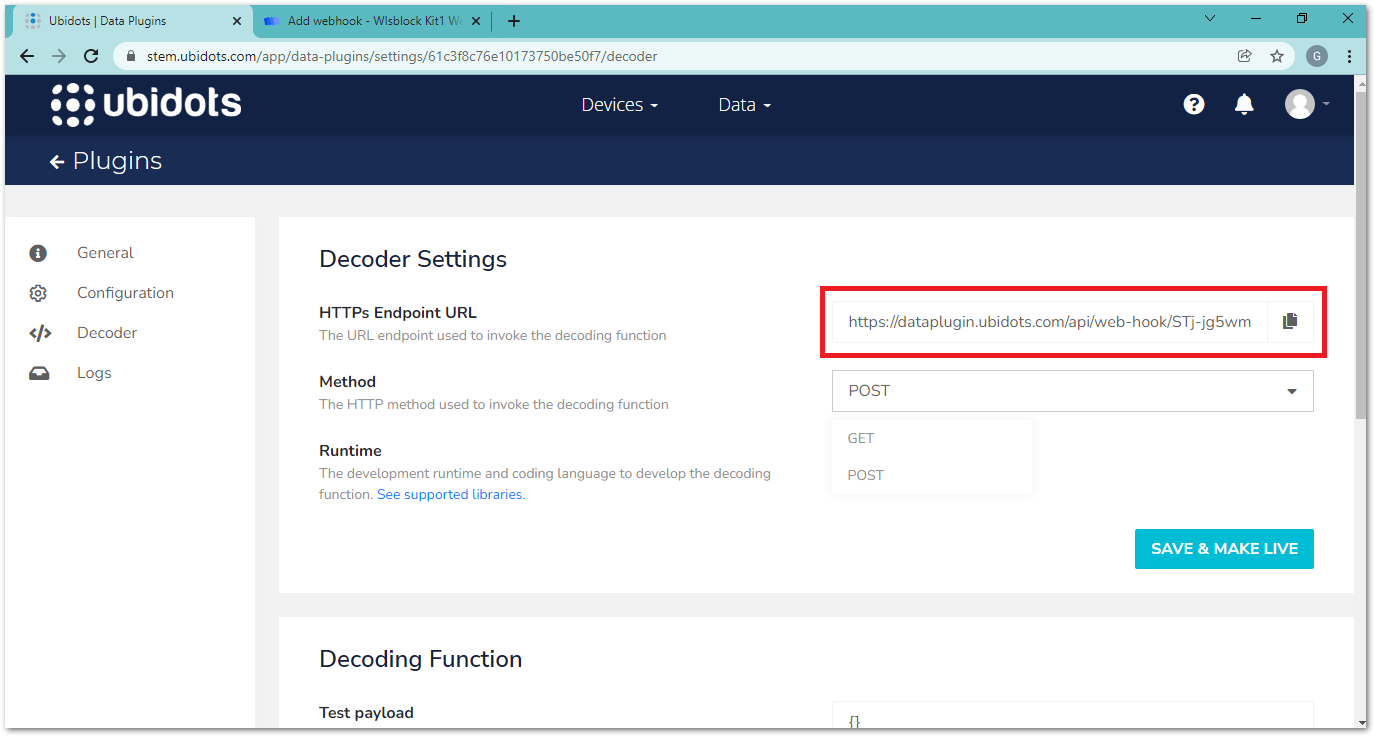 Ubidots | Data Plugins
Add webhook - WIsblock Kit1 We
stem.ubidots.com/app/data-plugins/settings/61c3f8c76e10173750be50f7/decoder
G
ubidots
Devices
Data
?
Plugins
General
Configuration
Decoder
Logs
Decoder Settings
HTTPs Endpoint URL
The URL endpoint used to invoke the decoding function
https://dataplugin.ubidots.com/api/web-hook/STj-jg5wm
Method
The HTTP method used to invoke the decoding function
POST
GET
POST
Runtime
The development runtime and coding language to develop the decoding
function. See supported libraries.
SAVE & MAKE LIVE
Decoding Function
Test payload
{}